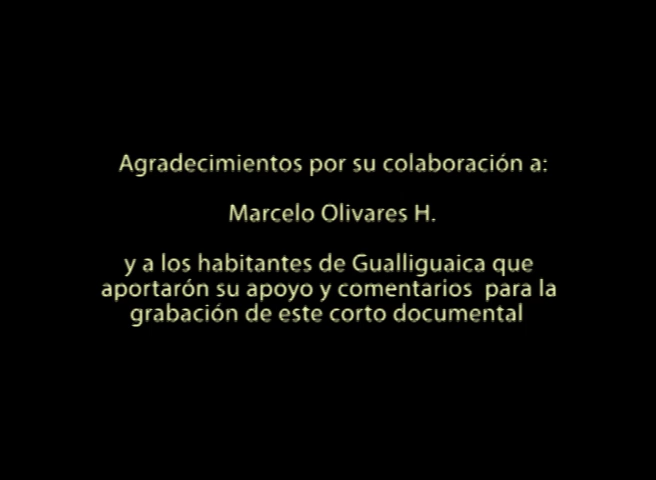 Agradecimientos por su colaboración a:
Marcelo Olivares H.
y a los habitantes de Gualliguaica que
aportarón su apoyo y comentarios para la
grabación de este corto documental